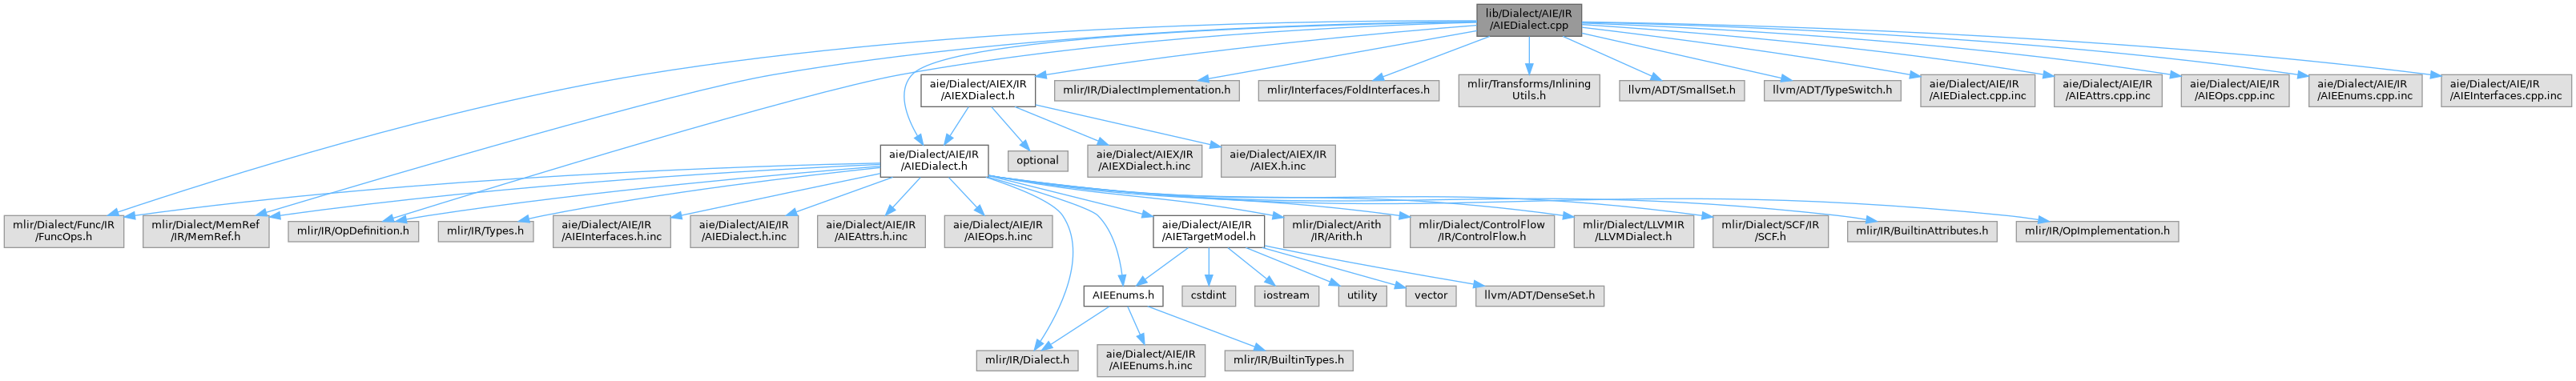 lib/Dialect/AIE/IR
/AIEDialect.cpp
aie/Dialect/AIEX/IR
/AIEXDialect.h
mlir/IR/DialectImplementation.h
mlir/Interfaces/FoldInterfaces.h
mlir/Transforms/Inlining
Utils.h
llvm/ADT/SmallSet.h
llvm/ADT/TypeSwitch.h
aie/Dialect/AIE/IR
/AIEDialect.cpp.inc
aie/Dialect/AIE/IR
/AIEAttrs.cpp.inc
aie/Dialect/AIE/IR
/AIEOps.cpp.inc
aie/Dialect/AIE/IR
/AIEEnums.cpp.inc
aie/Dialect/AIE/IR
/AIEInterfaces.cpp.inc
aie/Dialect/AIE/IR
/AIEDialect.h
optional
aie/Dialect/AIEX/IR
/AIEXDialect.h.inc
aie/Dialect/AIEX/IR
/AIEX.h.inc
mlir/Dialect/Func/IR
/FuncOps.h
mlir/Dialect/MemRef
/IR/MemRef.h
mlir/IR/OpDefinition.h
mlir/IR/Types.h
aie/Dialect/AIE/IR
/AIEInterfaces.h.inc
aie/Dialect/AIE/IR
/AIEDialect.h.inc
aie/Dialect/AIE/IR
/AIEAttrs.h.inc
aie/Dialect/AIE/IR
/AIEOps.h.inc
aie/Dialect/AIE/IR
/AIETargetModel.h
mlir/Dialect/Arith
/IR/Arith.h
mlir/Dialect/ControlFlow
/IR/ControlFlow.h
mlir/Dialect/LLVMIR
/LLVMDialect.h
mlir/Dialect/SCF/IR
/SCF.h
mlir/IR/BuiltinAttributes.h
mlir/IR/OpImplementation.h
AIEEnums.h
cstdint
iostream
utility
vector
llvm/ADT/DenseSet.h
mlir/IR/Dialect.h
aie/Dialect/AIE/IR
/AIEEnums.h.inc
mlir/IR/BuiltinTypes.h